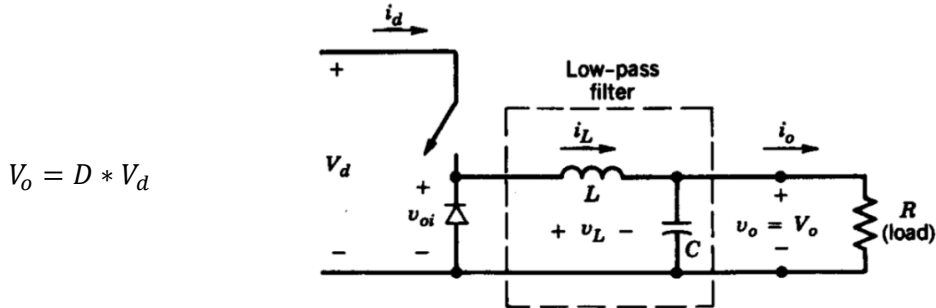 V_o = D * V_d
i_d
+
Low-pass
filter
i_L
i_o
V_d
+
L
+
v_oi
+ v_L −
C
v_o = V_o
R
(load)
−
−
−